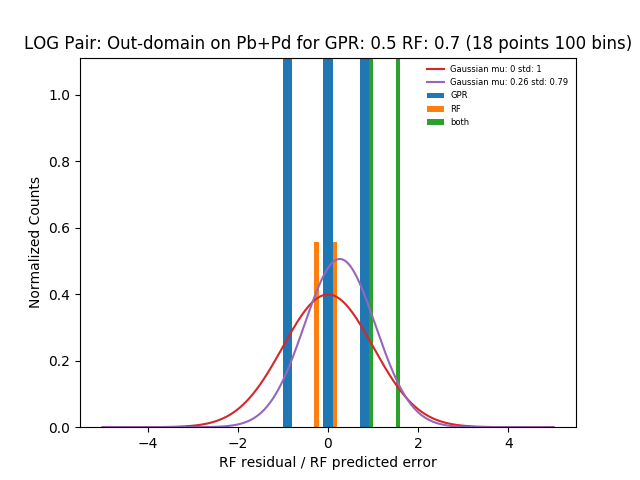 LOG Pair: Out-domain on Pb+Pd for GPR: 0.5 RF: 0.7 (18 points 100 bins)
Gaussian mu: 0 std: 1
Gaussian mu: 0.26 std: 0.79
GPR
RF
both
Normalized Counts
1.0
0.8
0.6
0.4
0.2
0.0
−4 −2 0 2 4
RF residual / RF predicted error